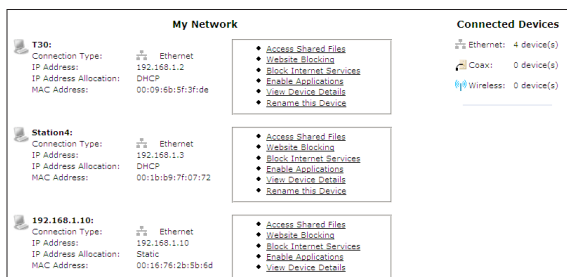 My Network
T30:
Connection Type: Ethernet
IP Address: 192.168.1.2
IP Address Allocation: DHCP
MAC Address: 00:09:6b:5f:3f:de
Access Shared Files
Website Blocking
Block Internet Services
Enable Applications
View Device Details
Rename this Device
Station4:
Connection Type: Ethernet
IP Address: 192.168.1.3
IP Address Allocation: DHCP
MAC Address: 00:1b:b9:7f:07:72
Access Shared Files
Website Blocking
Block Internet Services
Enable Applications
View Device Details
Rename this Device
192.168.1.10:
Connection Type: Ethernet
IP Address: 192.168.1.10
IP Address Allocation: Static
MAC Address: 00:16:76:2b:5b:6d
Access Shared Files
Website Blocking
Block Internet Services
Enable Applications
View Device Details
Connected Devices
Ethernet: 4 device(s)
Coax: 0 device(s)
Wireless: 0 device(s)